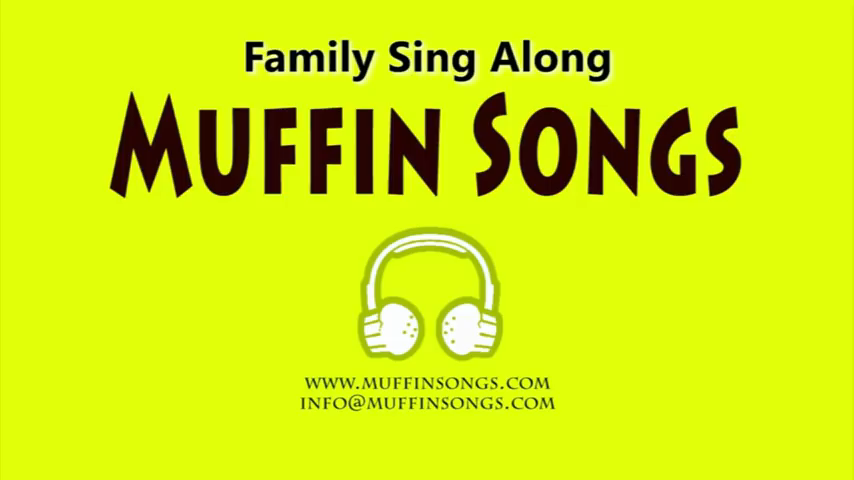 Family Sing Along
MUFFIN SONGS
WWW.MUFFINSONGS.COM
INFO@MUFFINSONGS.COM